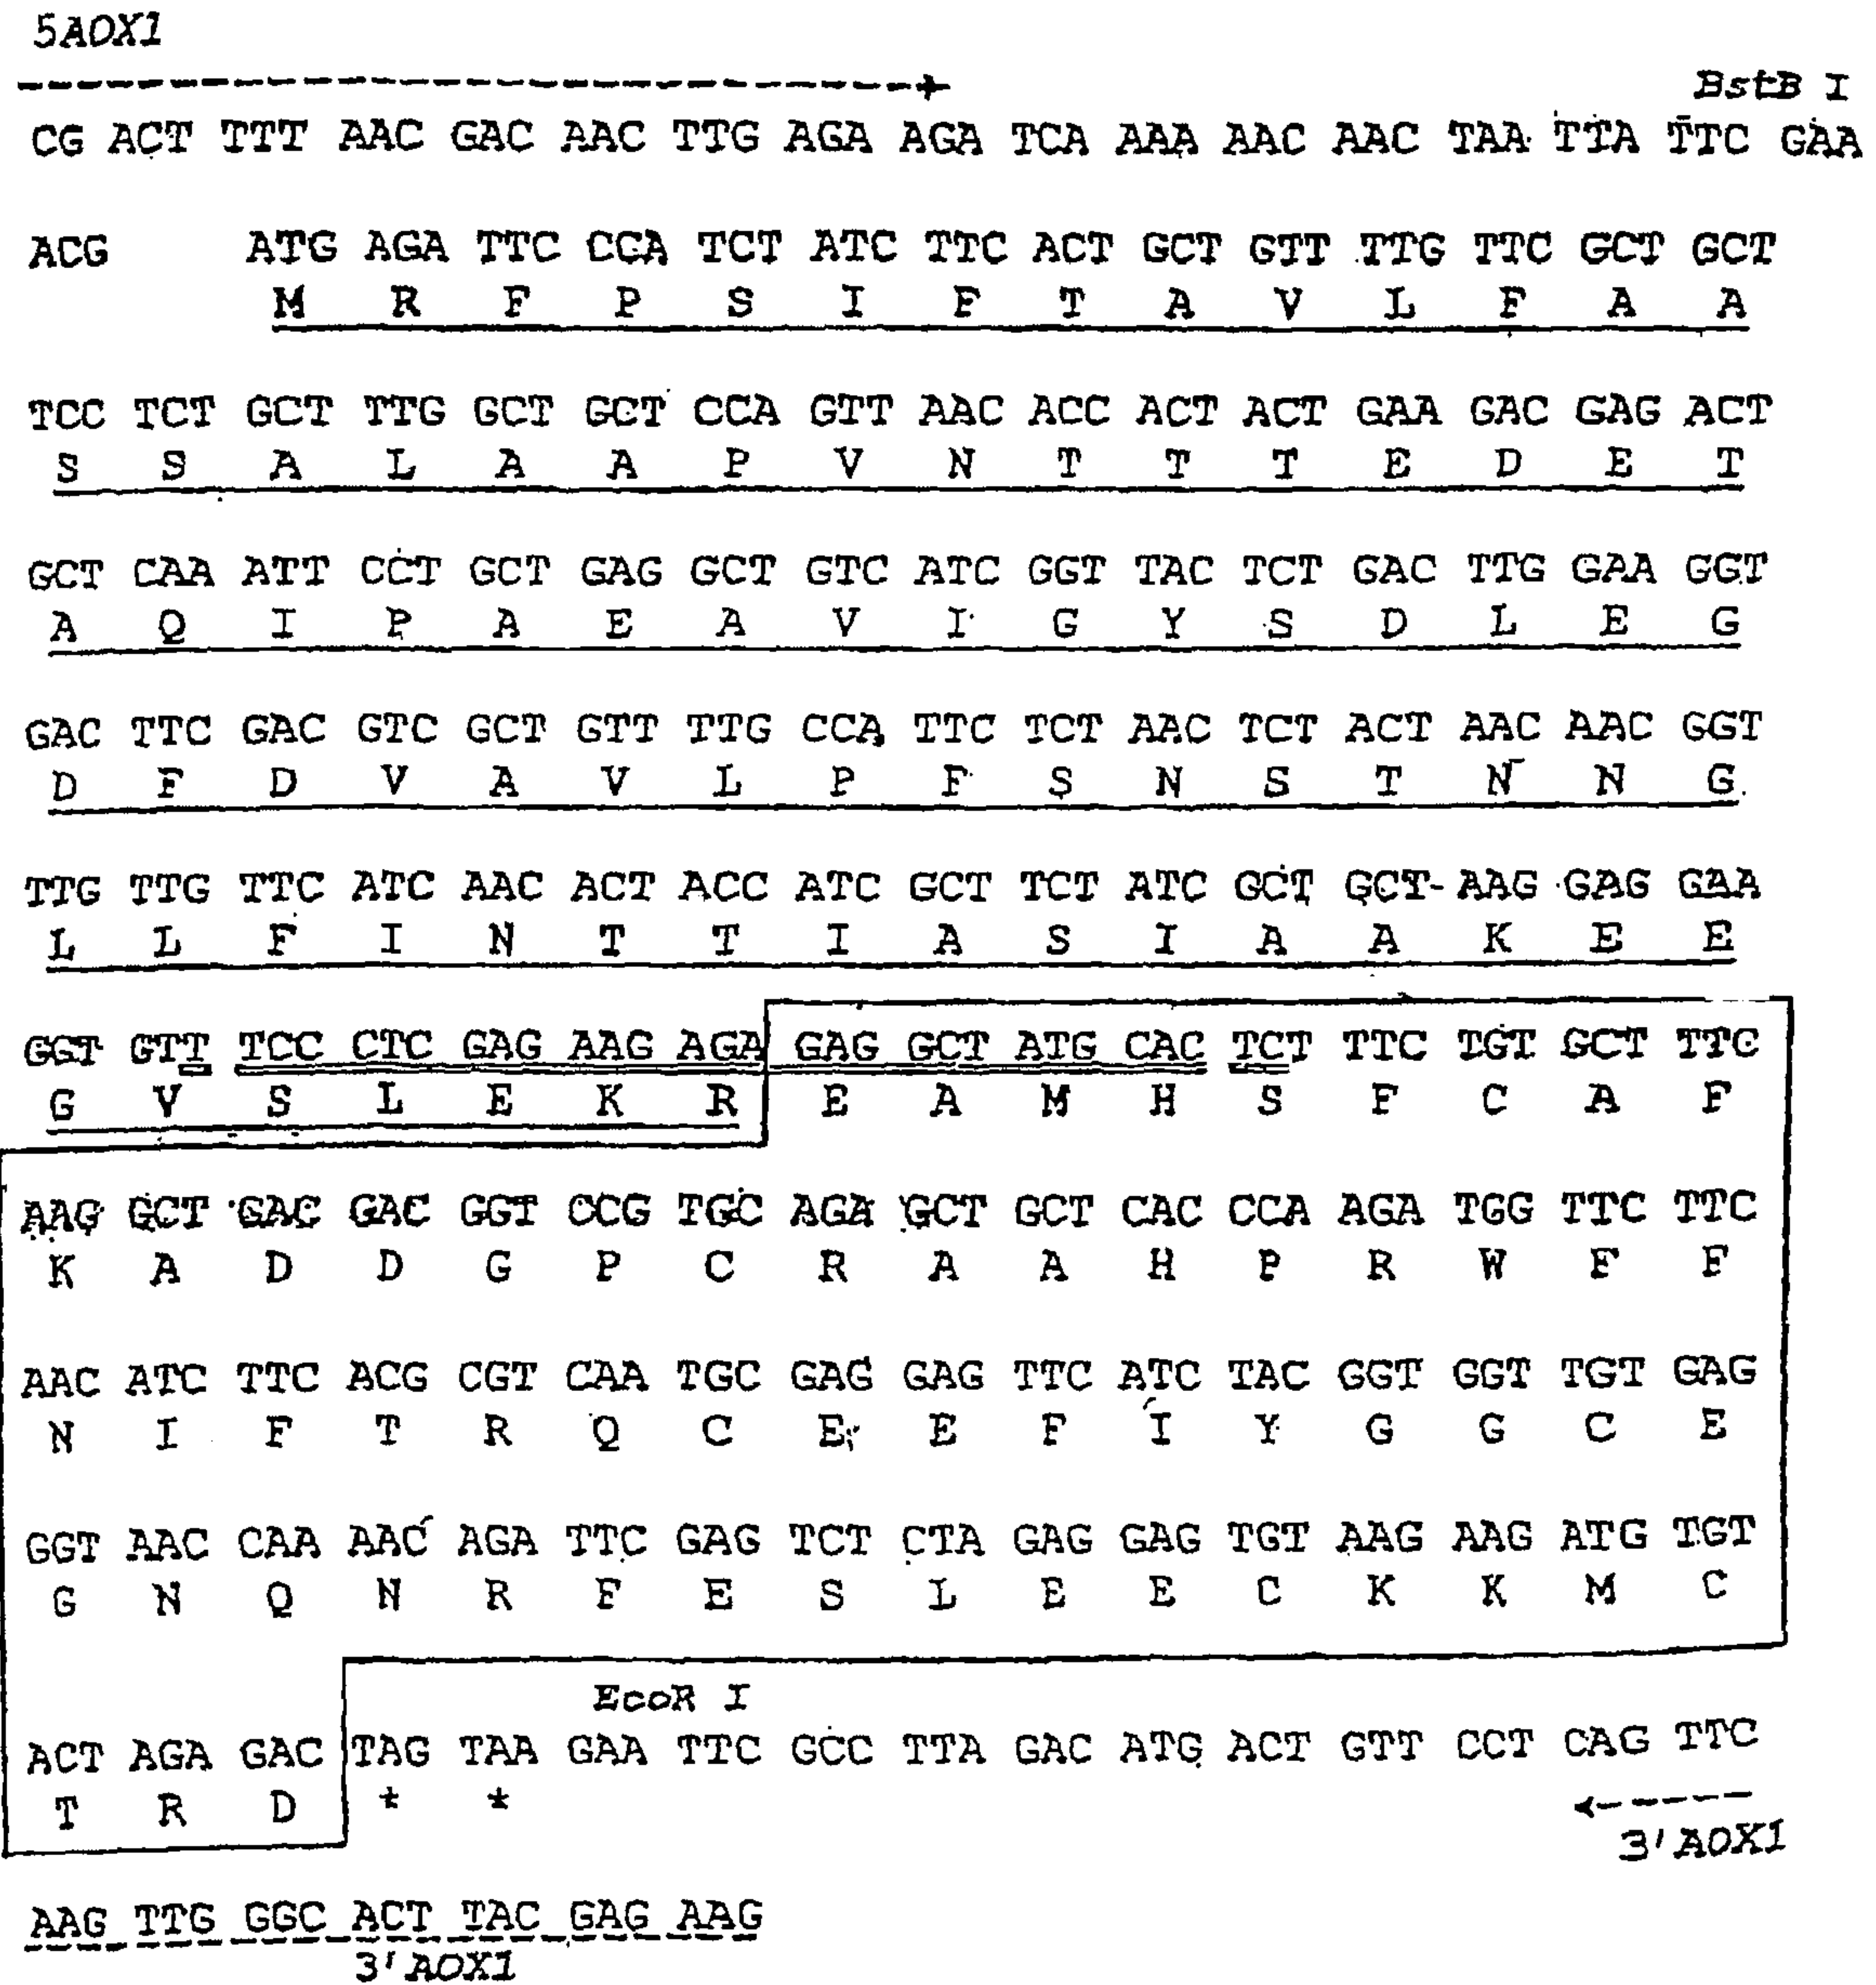 5AOX1
BstB I
CG ACT TTT AAC GAC AAC TTG AGA AGA TCA AAA AAC AAC TAA TTA TTC GAA
ACG ATG AGA TTC CCA TCT ATC TTC ACT GCT GTT TTG TTC GCT GCT
M R F P S I F T A V L F A A
TCC TCT GCT TTG GCT GCT CCA GTT AAC ACC ACT ACT GAA GAC GAG ACT
S S A L A A P V N T T T E D E T
GCT CAA ATT CCT GCT GAG GCT GTC ATC GGT TAC TCT GAC TTG GAA GGT
A Q I P A E A V I G Y S D L E G
GAC TTC GAC GTC GCT GTT TTG CCA TTC TCT AAC TCT ACT AAC AAC GGT
D F D V A V L P F S N S T N N G
TTG TTG TTC ATC AAC ACT ACC ATC GCT TCT ATC GCT GCT AAG GAG GAA
L L F I N T T I A S I A A K E E
GGT GTT TCC CTC GAG AAG AGA GAG GCT ATG CAC TCT TTC TGT GCT TTC
G V S L E K R E A M H S F C A F
AAG GCT GAC GAC GGT CCG TGC AGA GCT GCT CAC CCA AGA TGG TTC TTC
K A D D G P C R A A H P R W F F
AAC ATC TTC ACG CGT CAA TGC GAG GAG TTC ATC TAC GGT GGT TGT GAG
N I F T R Q C E E F I Y G G C E
GGT AAC CAA AAC AGA TTC GAG TCT CTA GAG GAG TGT AAG AAG ATG TGT
G N Q N R F E S L E E C K K M C
EcoR I
ACT AGA GAC TAG TAA GAA TTC GCC TTA GAC ATG ACT GTT CCT CAG TTC
T R D * *
3'AOX1
AAG TTG GGC ACT TAC GAG AAG
3'AOX1